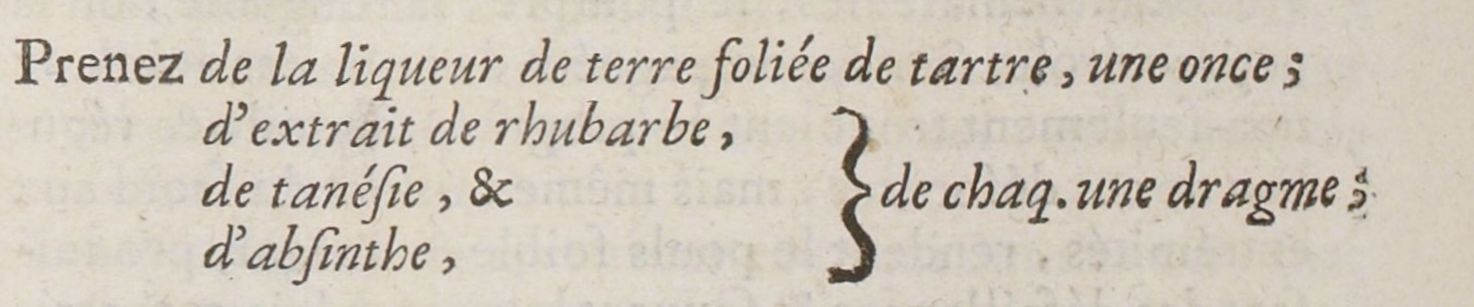 Prenez de la liqueur de terre foliée de tartre, une once ;
d'extrait de rhubarbe,
de tanéſie, & } de chaq. une dragme ;
d'abſinthe,